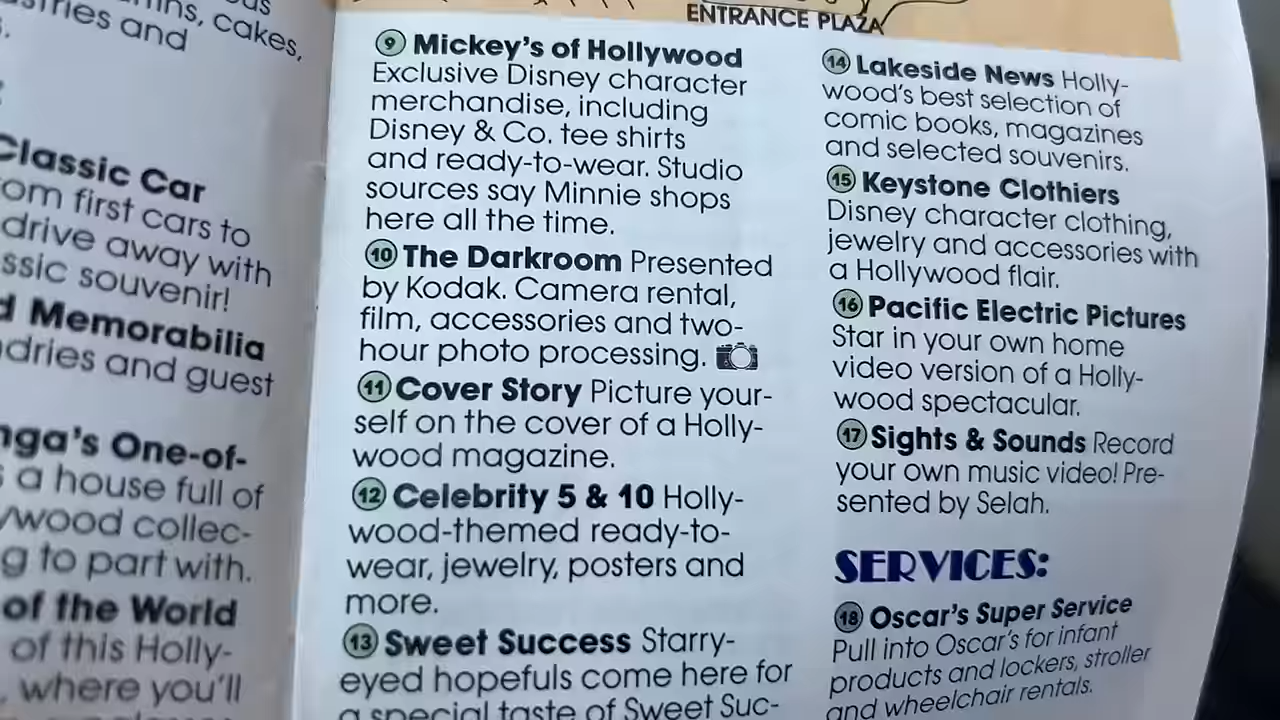 ENTRANCE PLAZA
ins, cakes,
stries and
Classic Car
om first cars to
drive away with
ssic souvenir!
d Memorabilia
dries and guest
nga's One-of-
s a house full of
ywood collec-
g to part with.
of the World
of this Holly-
, where you'll
9 Mickey's of Hollywood
Exclusive Disney character
merchandise, including
Disney & Co. tee shirts
and ready-to-wear. Studio
sources say Minnie shops
here all the time.
10 The Darkroom Presented
by Kodak. Camera rental,
film, accessories and two-
hour photo processing.
11 Cover Story Picture your-
self on the cover of a Holly-
wood magazine.
12 Celebrity 5 & 10 Holly-
wood-themed ready-to-
wear, jewelry, posters and
more.
13 Sweet Success Starry-
eyed hopefuls come here for
a special taste of Sweet Suc-
14 Lakeside News Holly-
wood's best selection of
comic books, magazines
and selected souvenirs.
15 Keystone Clothiers
Disney character clothing,
jewelry and accessories with
a Hollywood flair.
16 Pacific Electric Pictures
Star in your own home
video version of a Holly-
wood spectacular.
17 Sights & Sounds Record
your own music video! Pre-
sented by Selah.
SERVICES:
18 Oscar's Super Service
Pull into Oscar's for infant
products and lockers, stroller
and wheelchair rentals.